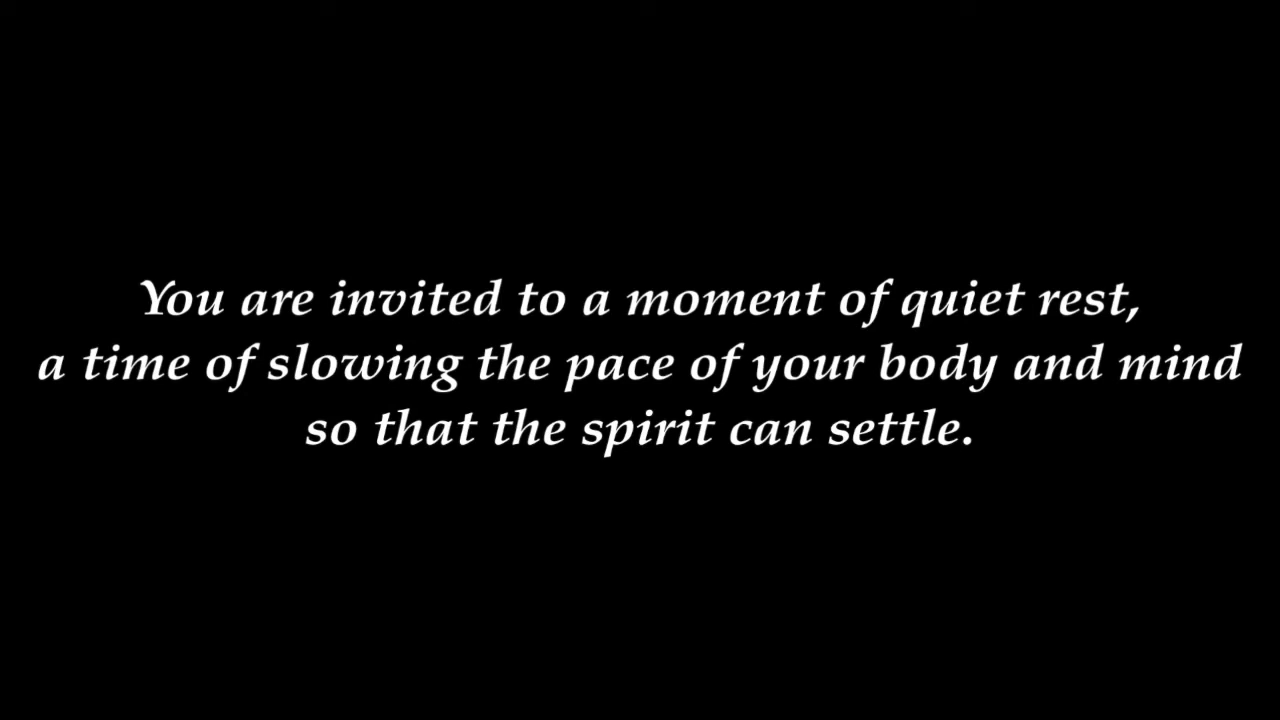 You are invited to a moment of quiet rest,
a time of slowing the pace of your body and mind
so that the spirit can settle.